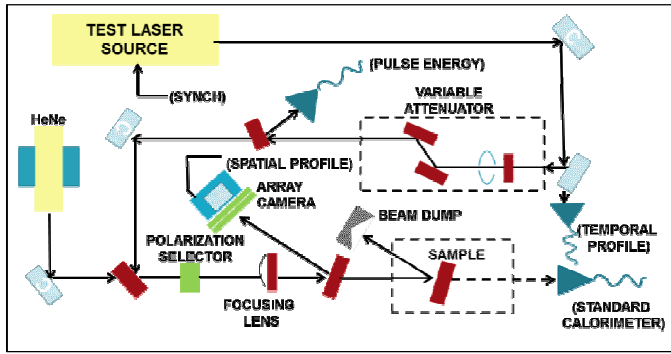 TEST LASER
SOURCE
(PULSE ENERGY)
(SYNCH)
VARIABLE
ATTENUATOR
HeNe
(SPATIAL PROFILE)
ARRAY
CAMERA
BEAM DUMP
(TEMPORAL
PROFILE)
POLARIZATION
SELECTOR
SAMPLE
FOCUSING
LENS
(STANDARD
CALORIMETER)